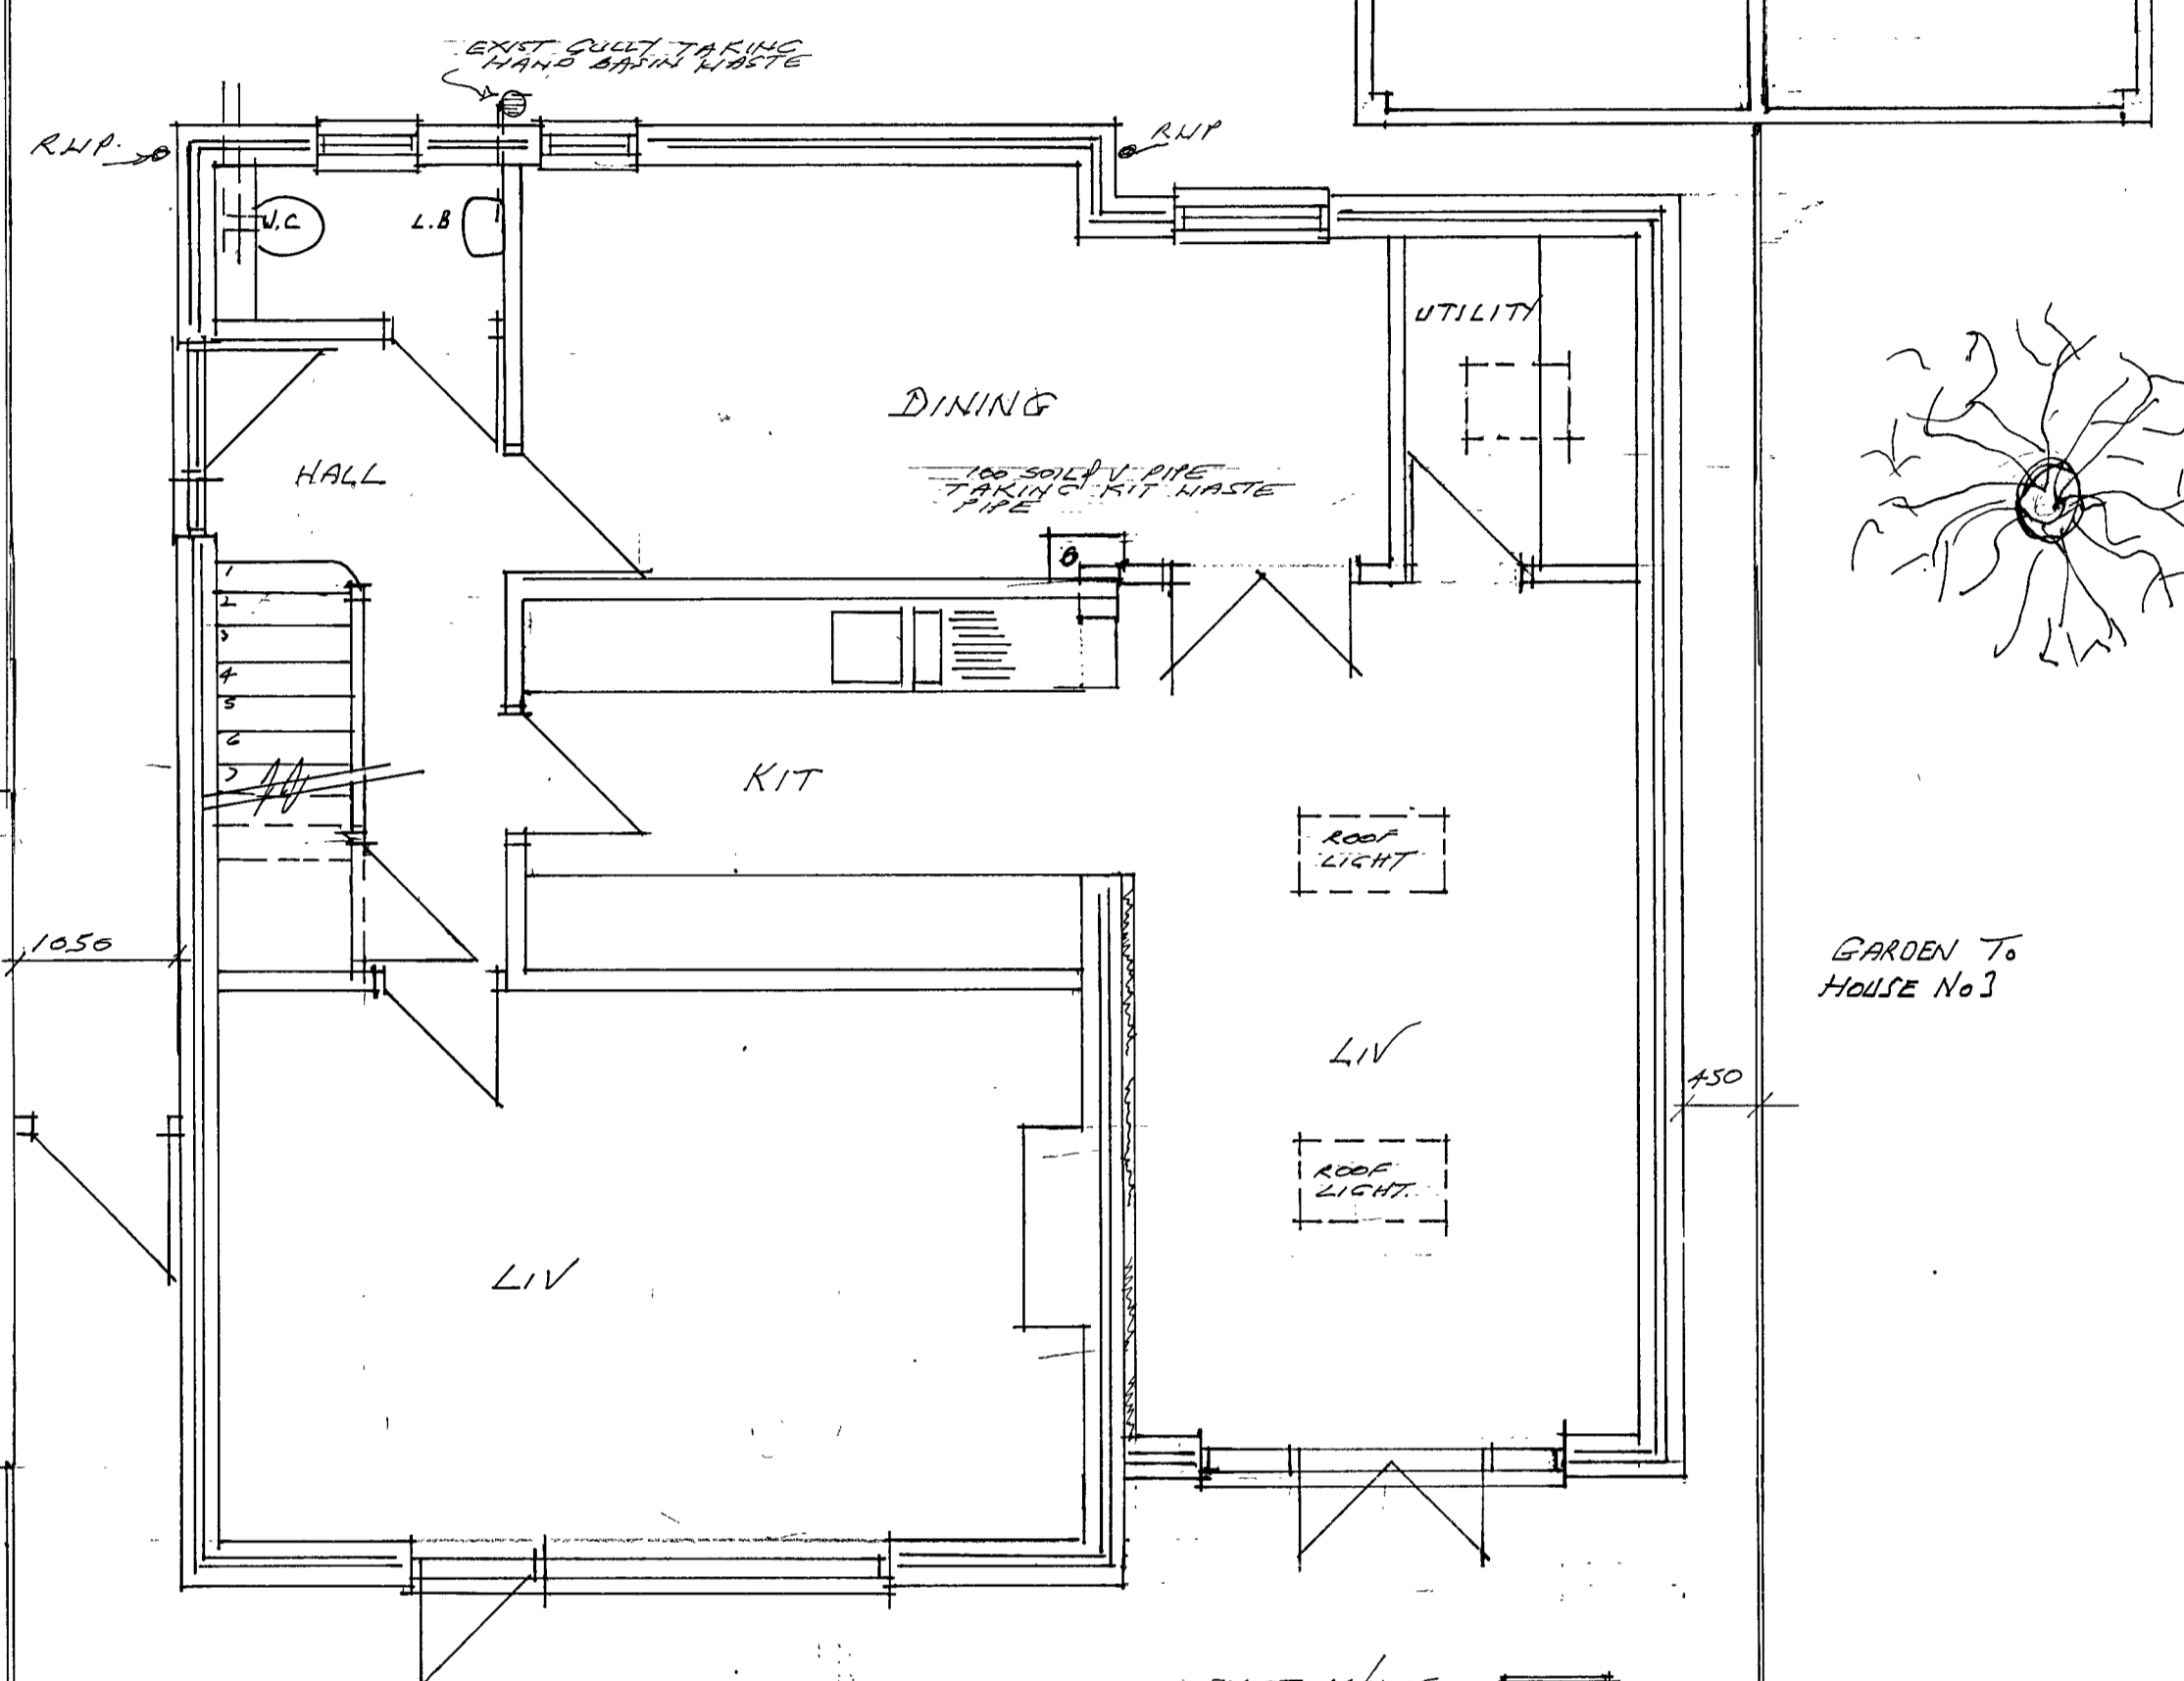 EXIST GULLY TAKING
HAND BASIN WASTE
RWP.
RWP
W.C
L.B
UTILITY
DINING
HALL
100 SOIL & V PIPE
TAKING KIT WASTE
PIPE
1
2
3
4
5
6
7
KIT
ROOF
LIGHT
1050
GARDEN TO
HOUSE No 3
LIV
450
ROOF
LIGHT.
LIV